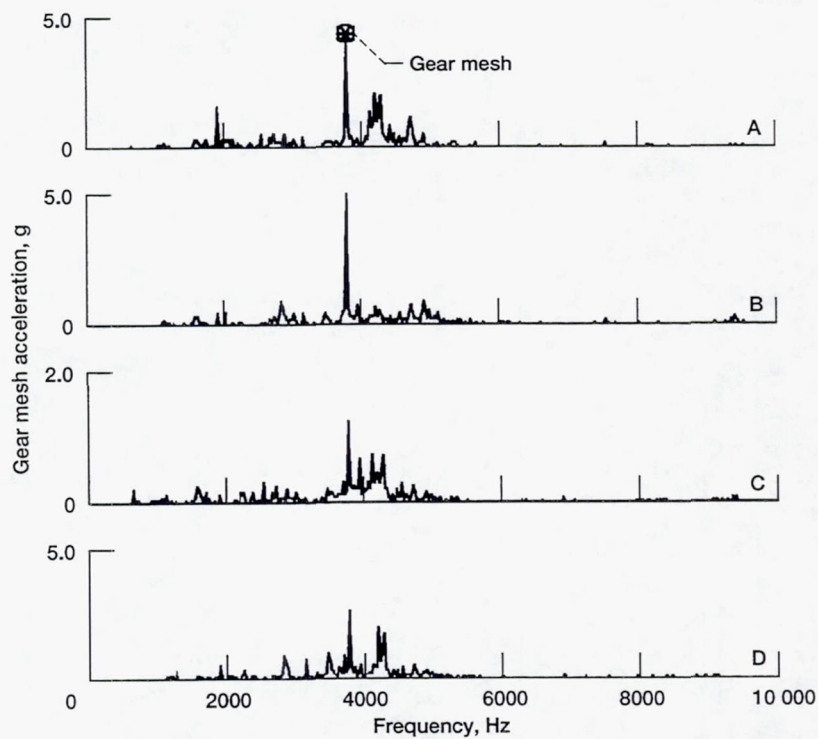 5.0
Gear mesh
A
0
5.0
B
0
Gear mesh acceleration, g
2.0
C
0
5.0
D
0 2000 4000 6000 8000 10 000
Frequency, Hz